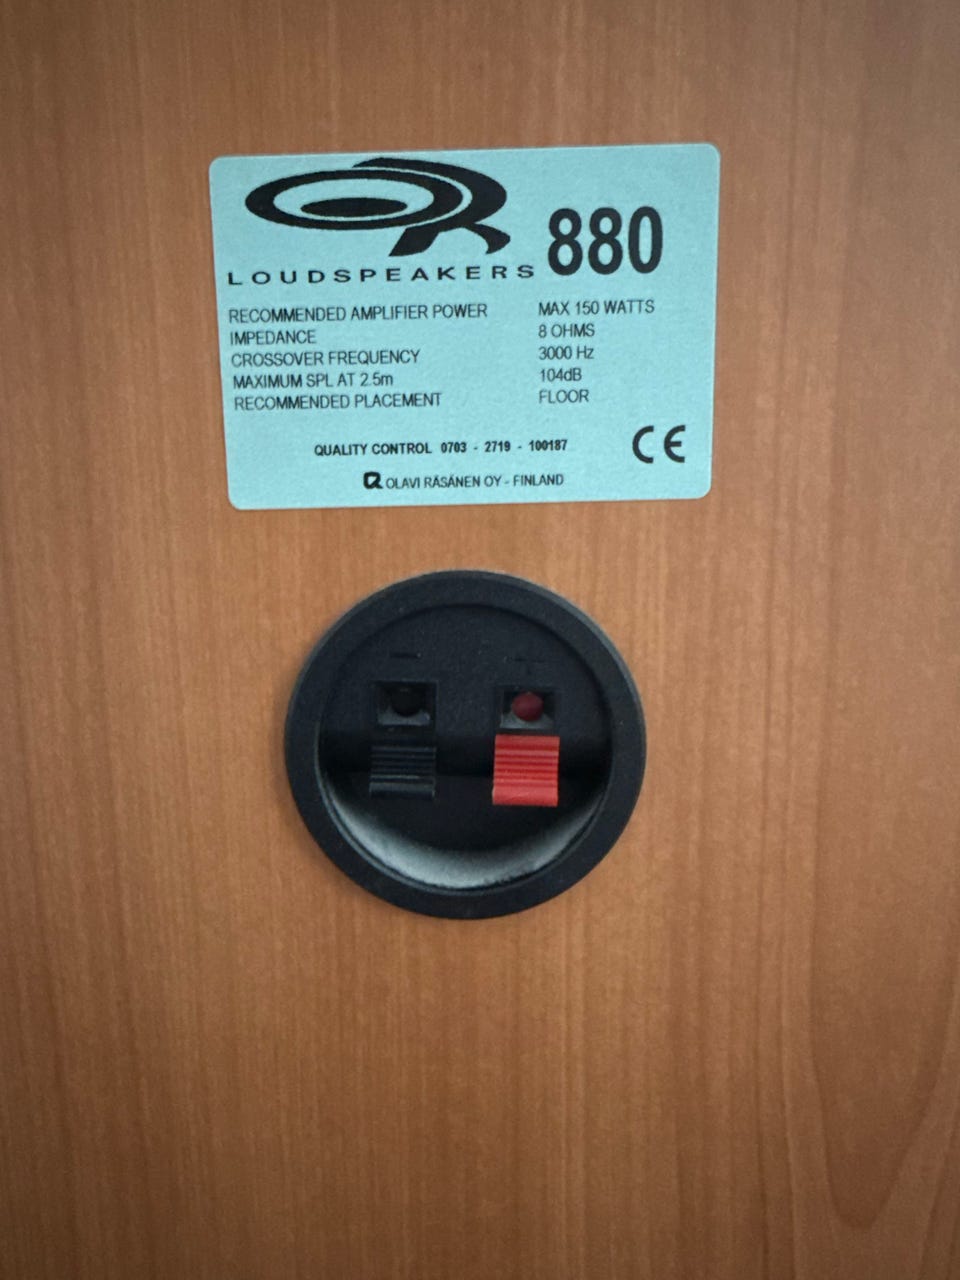 OR 880
LOUDSPEAKERS
RECOMMENDED AMPLIFIER POWER MAX 150 WATTS
IMPEDANCE 8 OHMS
CROSSOVER FREQUENCY 3000 Hz
MAXIMUM SPL AT 2.5m 104dB
RECOMMENDED PLACEMENT FLOOR
QUALITY CONTROL 0703 - 2719 - 100187
CE
OLAVI RÄSÄNEN OY - FINLAND
− +